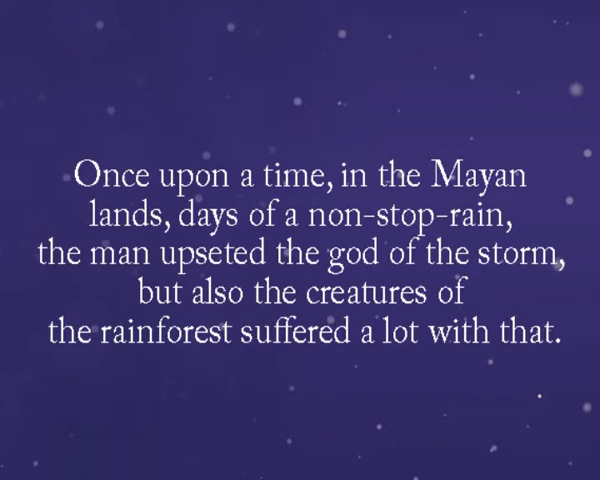 Once upon a time, in the Mayan
lands, days of a non-stop-rain,
the man upseted the god of the storm,
but also the creatures of
the rainforest suffered a lot with that.